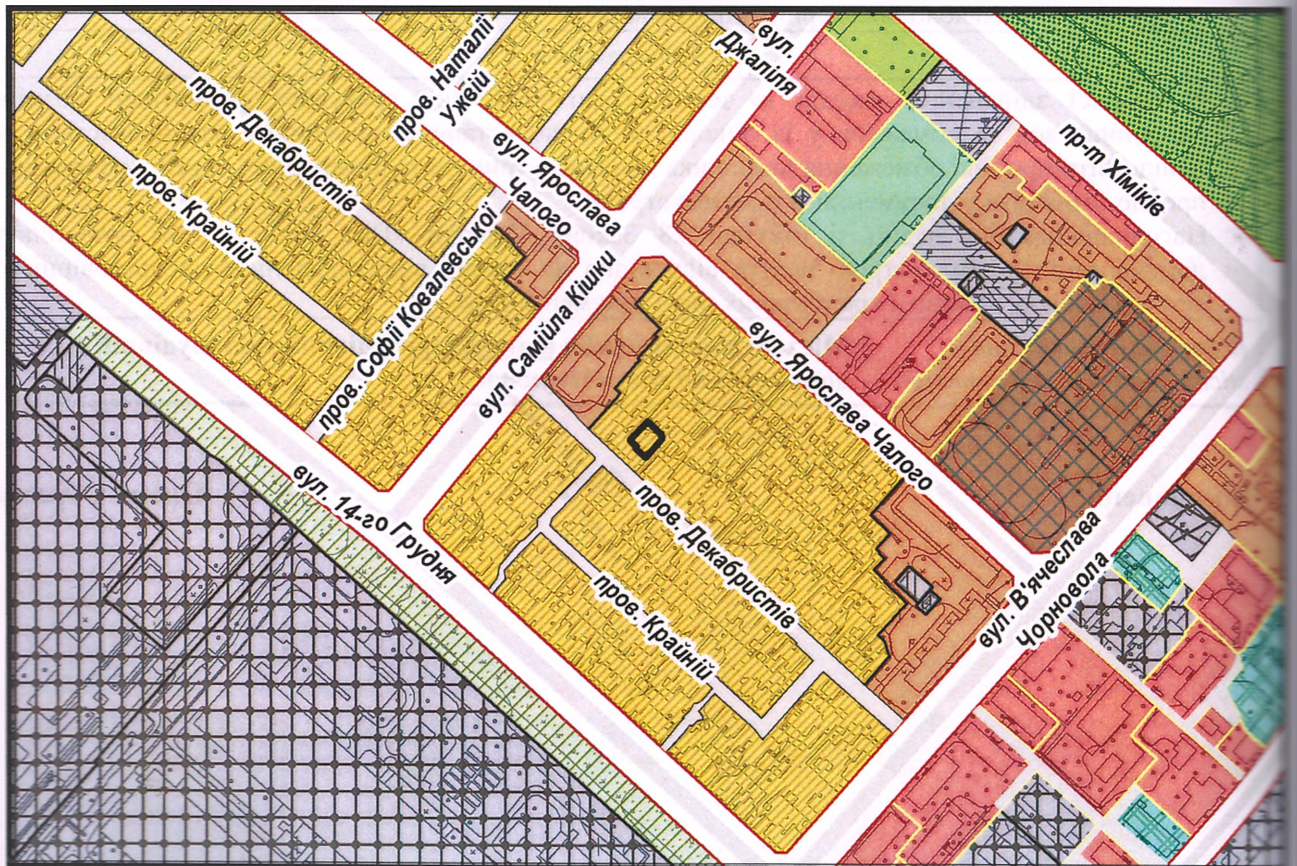 пров. Наталії
Ужвій
вул.
Джаліля
пров. Декабристів
вул. Ярослава
Чалого
пр-т Хіміків
пров. Крайній
пров. Софії Ковалевської
вул. Самійла Кішки
вул. Ярослава Чалого
вул. 14-го Грудня
пров. Декабристів
пров. Крайній
вул. В'ячеслава
Чорновола